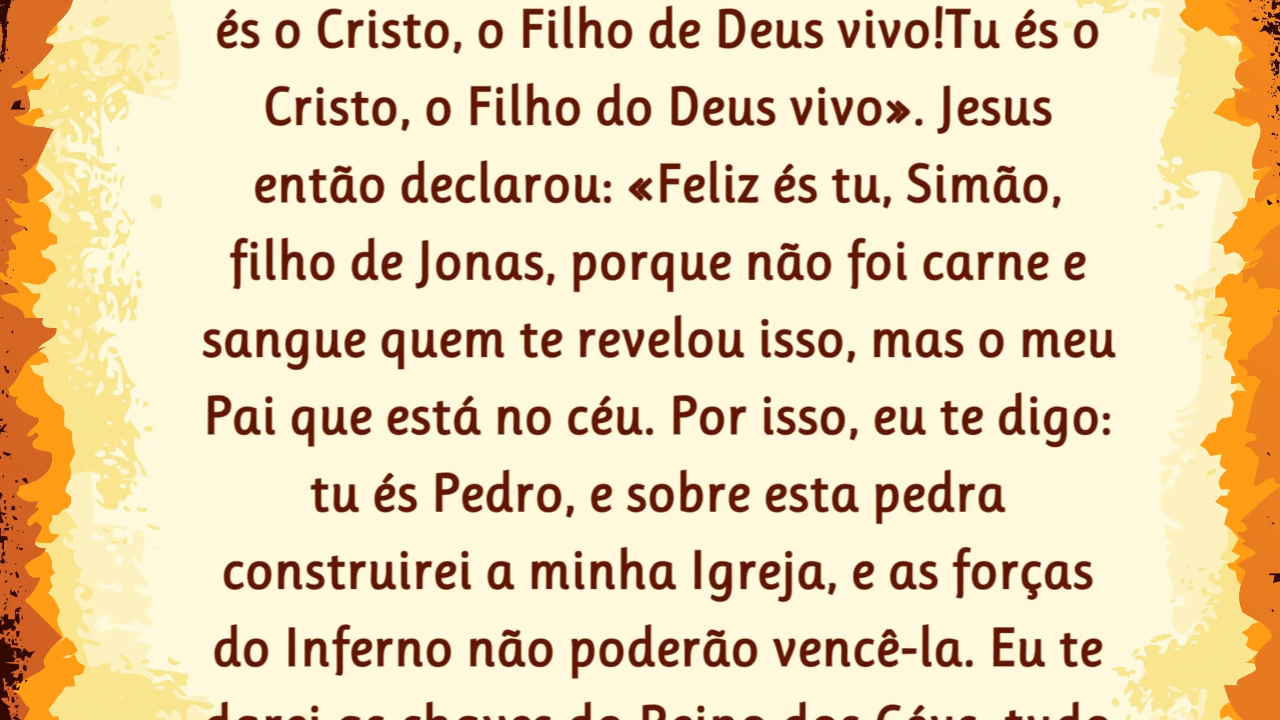 és o Cristo, o Filho de Deus vivo!Tu és o
Cristo, o Filho do Deus vivo». Jesus
então declarou: «Feliz és tu, Simão,
filho de Jonas, porque não foi carne e
sangue quem te revelou isso, mas o meu
Pai que está no céu. Por isso, eu te digo:
tu és Pedro, e sobre esta pedra
construirei a minha Igreja, e as forças
do Inferno não poderão vencê-la. Eu te
darei as chaves do Reino dos Céus, tudo